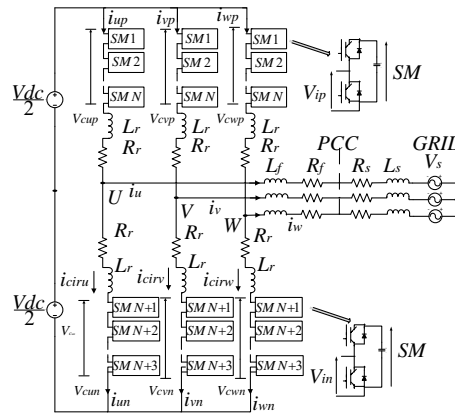 iup ivp iwp
SM1 SM1 SM1
SM2 SM2 SM2 Vip SM
SM N SM N SM N
Vdc
2
Vcup Vcvp Vcwp
Lr Lr Lr
Rr Rr Rr
PCC GRID
Lf Rf Rs Ls Vs
U iu V iv W iw
Rr Rr
iciru Lr icirv Lr icirw Lr
Vdc
2
SM N+1 SM N+1 SM N+1
SM N+2 SM N+2 SM N+2
SM N+3 SM N+3 SM N+3
Vin SM
Vcun Vcvn Vcwn
iun ivn iwn